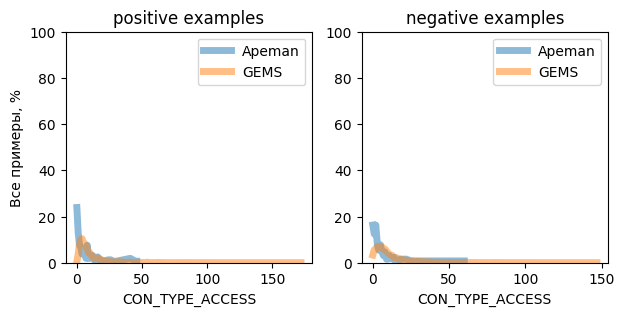 positive examples
negative examples
Все примеры, %
100
80
60
40
20
0
Apeman
GEMS
0
50
100
150
CON_TYPE_ACCESS
100
80
60
40
20
0
Apeman
GEMS
0
50
100
150
CON_TYPE_ACCESS